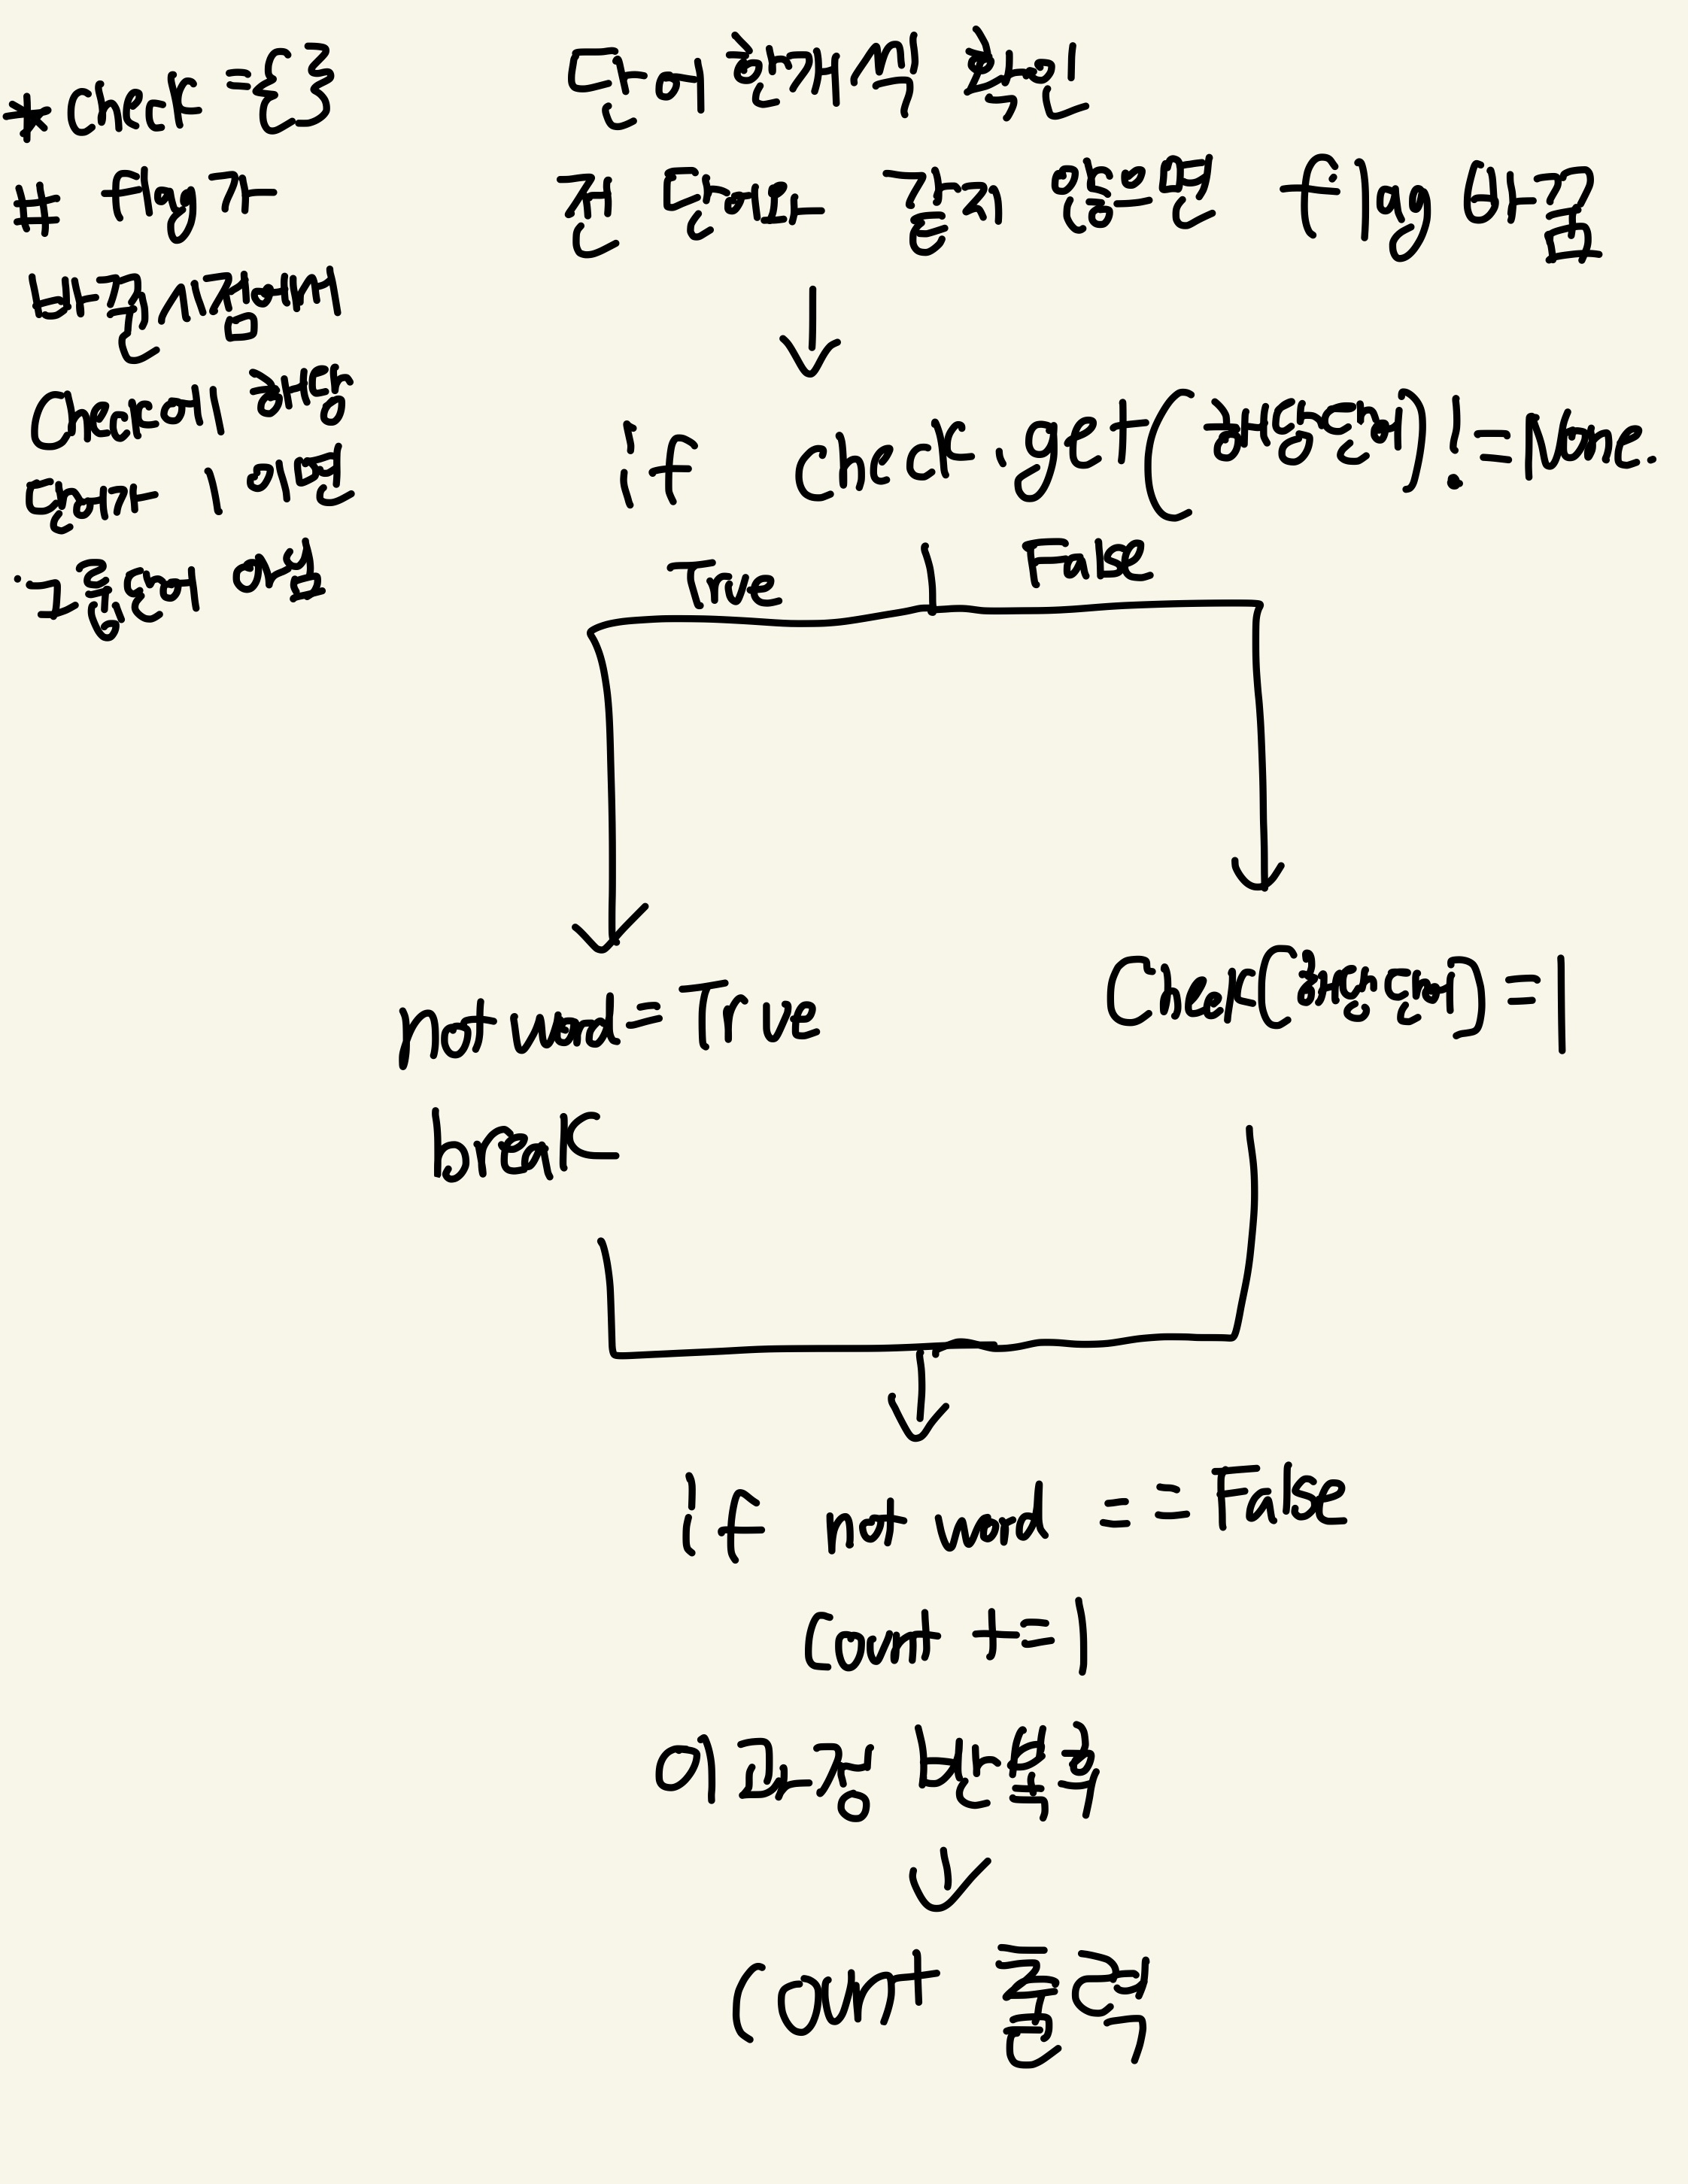 * check = { }
# flag가
바뀐시점에서
Check에 해당
단어가 1 이면
그룹단어 아님
단어 한개씩 확인
전 단어와 같지 않으면 flag 바뀜
if check.get(해당단어) != None.
True False
not word = True
break
Check(해당 단어) = 1
if not word == False
Count += 1
이 과정 반복
Count 출력